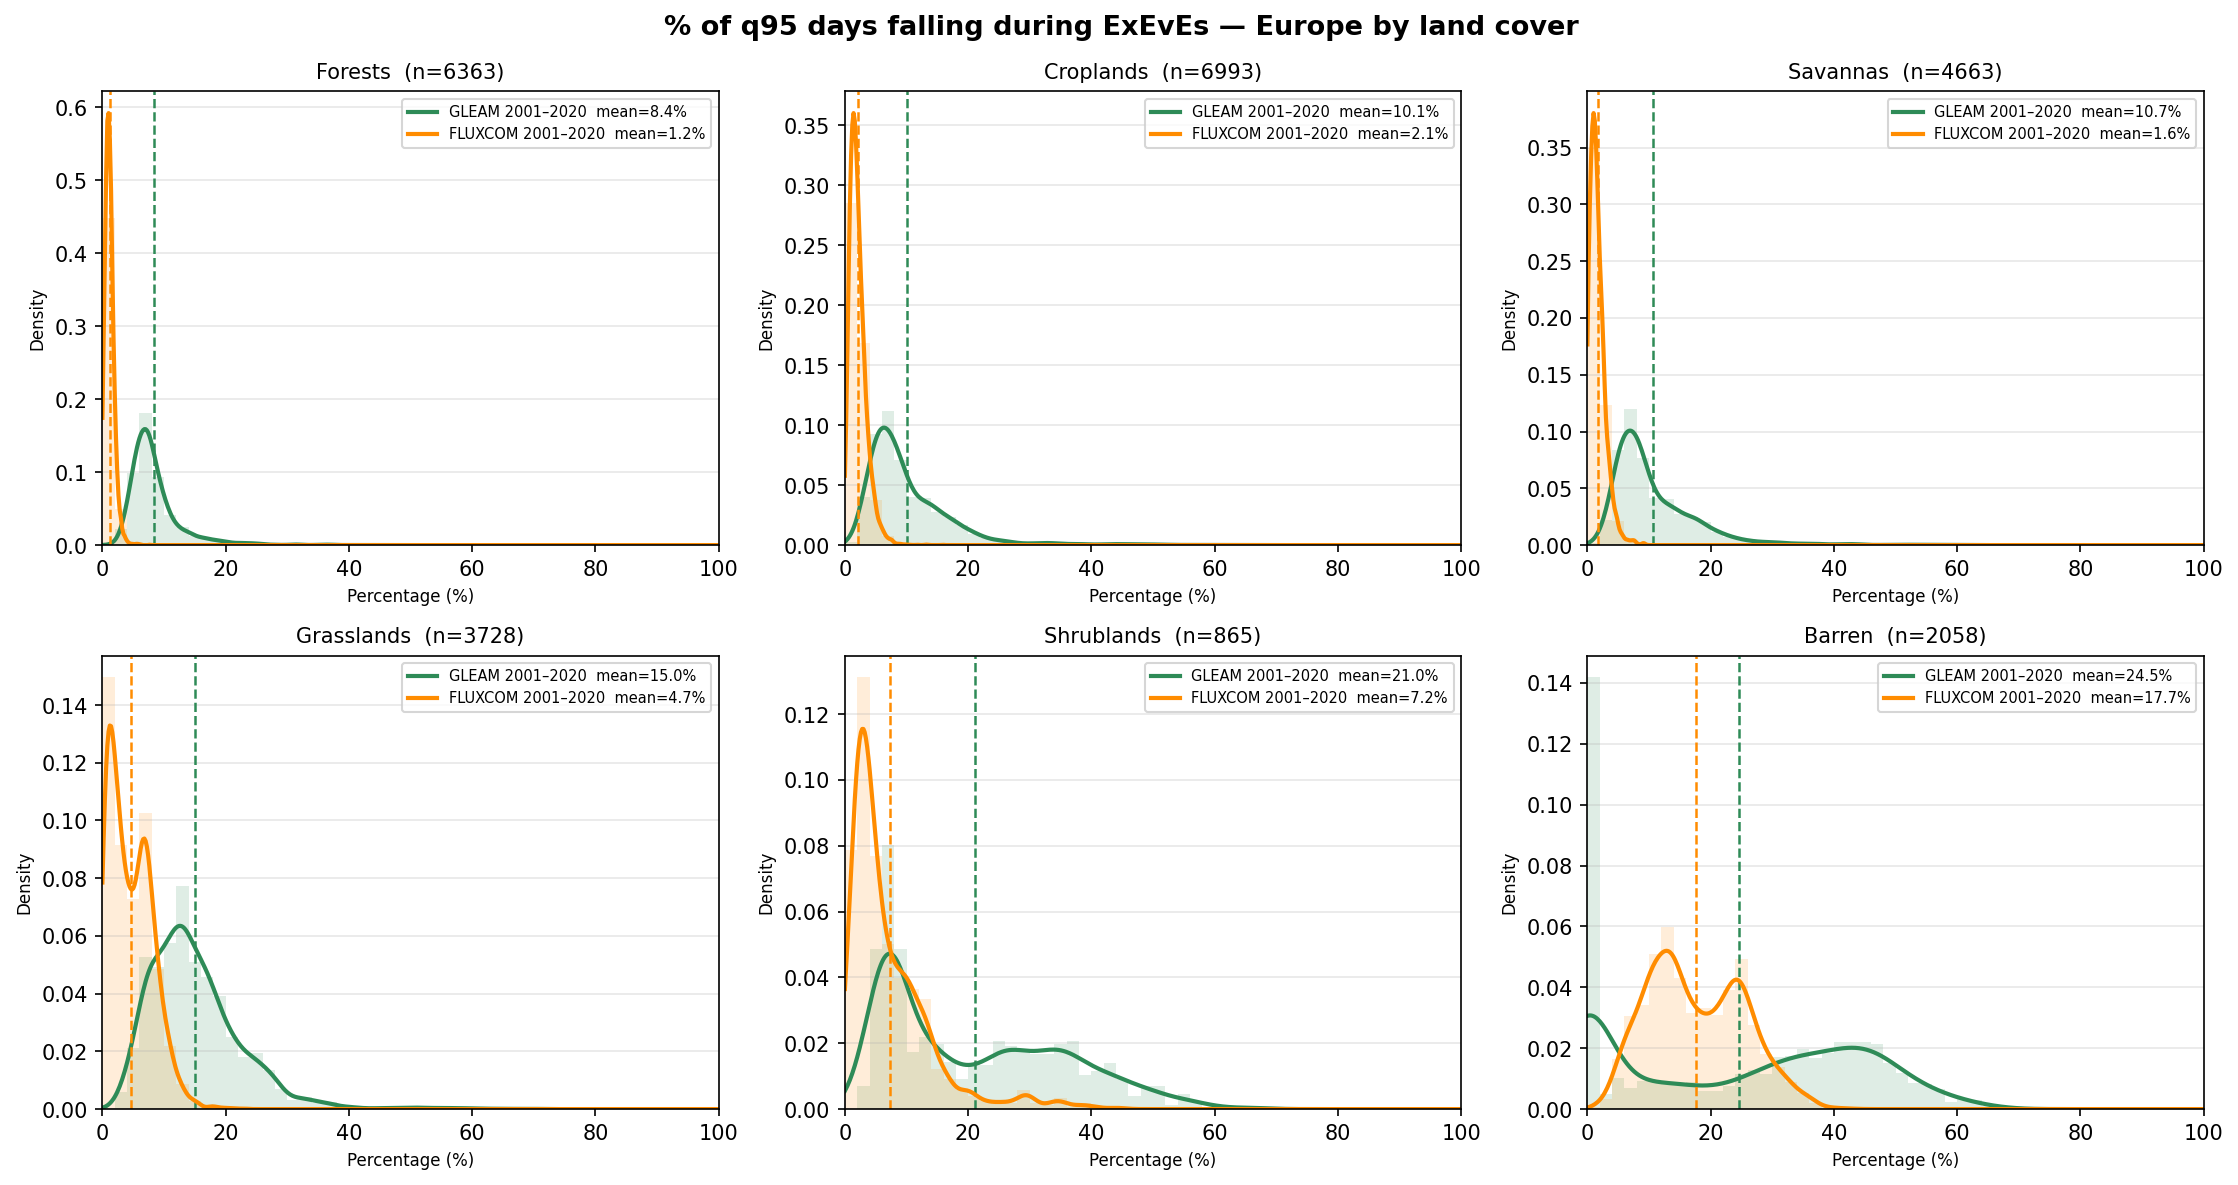 % of q95 days falling during ExEvEs — Europe by land cover
Forests (n=6363)
GLEAM 2001–2020 mean=8.4%
FLUXCOM 2001–2020 mean=1.2%
Density
0.6
0.5
0.4
0.3
0.2
0.1
0.0
0 20 40 60 80 100
Percentage (%)
Croplands (n=6993)
GLEAM 2001–2020 mean=10.1%
FLUXCOM 2001–2020 mean=2.1%
Density
0.35
0.30
0.25
0.20
0.15
0.10
0.05
0.00
0 20 40 60 80 100
Percentage (%)
Savannas (n=4663)
GLEAM 2001–2020 mean=10.7%
FLUXCOM 2001–2020 mean=1.6%
Density
0.35
0.30
0.25
0.20
0.15
0.10
0.05
0.00
0 20 40 60 80 100
Percentage (%)
Grasslands (n=3728)
GLEAM 2001–2020 mean=15.0%
FLUXCOM 2001–2020 mean=4.7%
Density
0.14
0.12
0.10
0.08
0.06
0.04
0.02
0.00
0 20 40 60 80 100
Percentage (%)
Shrublands (n=865)
GLEAM 2001–2020 mean=21.0%
FLUXCOM 2001–2020 mean=7.2%
Density
0.12
0.10
0.08
0.06
0.04
0.02
0.00
0 20 40 60 80 100
Percentage (%)
Barren (n=2058)
GLEAM 2001–2020 mean=24.5%
FLUXCOM 2001–2020 mean=17.7%
Density
0.14
0.12
0.10
0.08
0.06
0.04
0.02
0.00
0 20 40 60 80 100
Percentage (%)